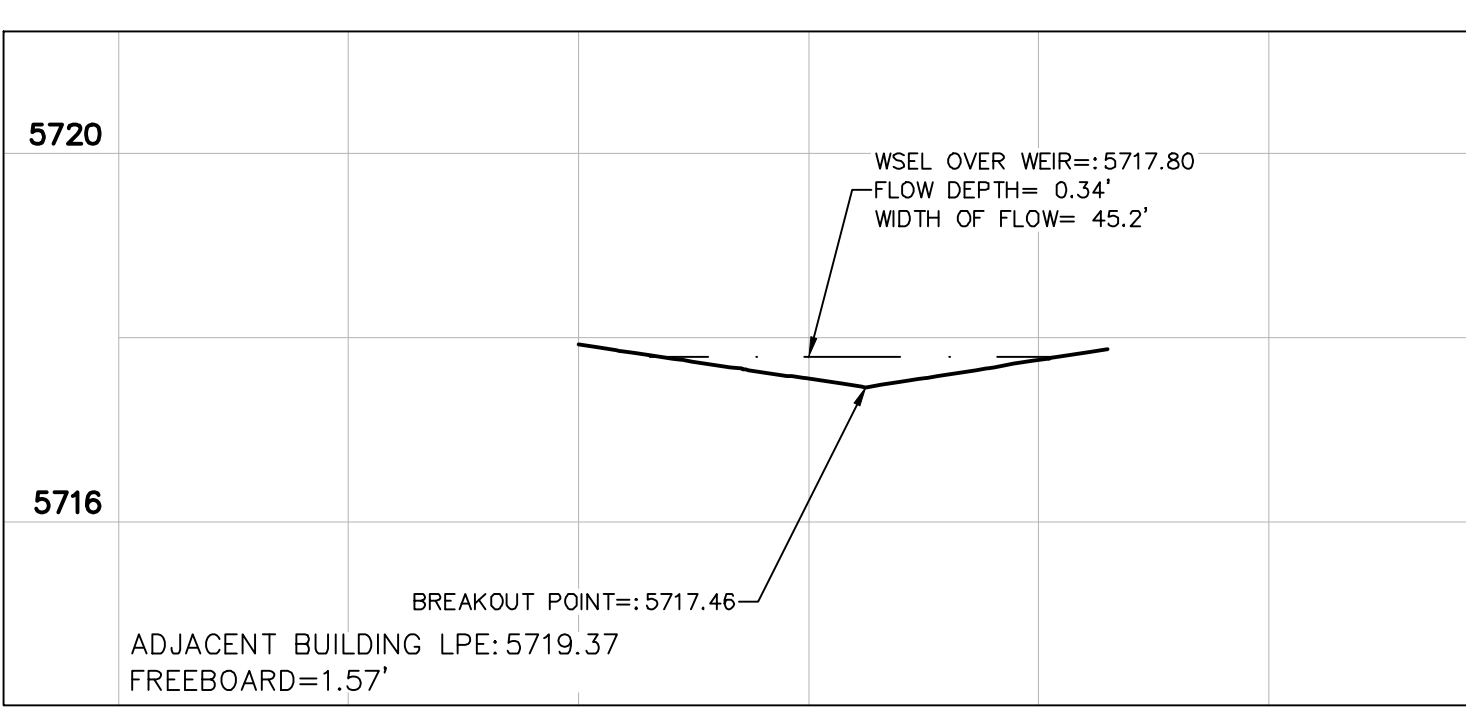 5720
WSEL OVER WEIR=:5717.80
FLOW DEPTH= 0.34'
WIDTH OF FLOW= 45.2'
5716
BREAKOUT POINT=:5717.46
ADJACENT BUILDING LPE:5719.37
FREEBOARD=1.57'